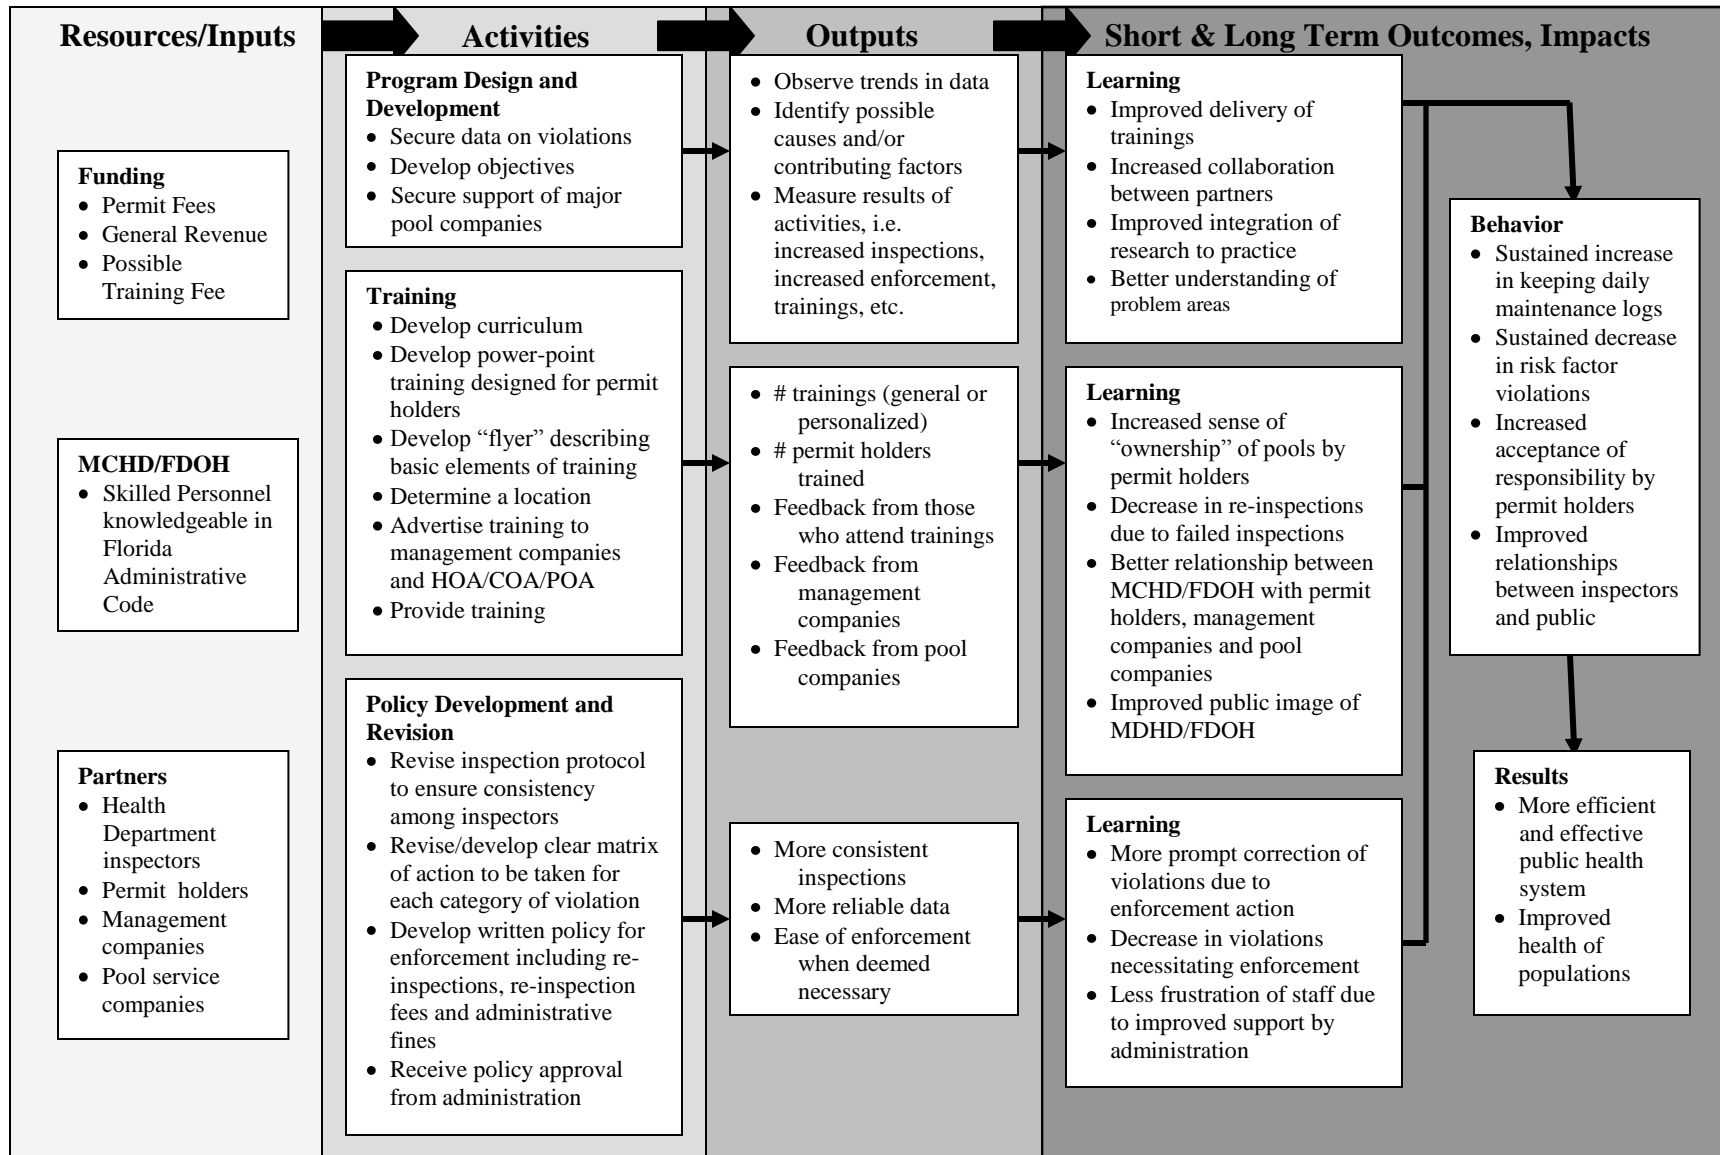 Resources/Inputs
Activities
Outputs
Short & Long Term Outcomes, Impacts
Funding
• Permit Fees
• General Revenue
• Possible
Training Fee
MCHD/FDOH
• Skilled Personnel
knowledgeable in
Florida
Administrative
Code
Partners
• Health
Department
inspectors
• Permit holders
• Management
companies
• Pool service
companies
Program Design and
Development
• Secure data on violations
• Develop objectives
• Secure support of major
pool companies
Training
• Develop curriculum
• Develop power-point
training designed for permit
holders
• Develop “flyer” describing
basic elements of training
• Determine a location
• Advertise training to
management companies
and HOA/COA/POA
• Provide training
Policy Development and
Revision
• Revise inspection protocol
to ensure consistency
among inspectors
• Revise/develop clear matrix
of action to be taken for
each category of violation
• Develop written policy for
enforcement including re-
inspections, re-inspection
fees and administrative
fines
• Receive policy approval
from administration
• Observe trends in data
• Identify possible
causes and/or
contributing factors
• Measure results of
activities, i.e.
increased inspections,
increased enforcement,
trainings, etc.
• # trainings (general or
personalized)
• # permit holders
trained
• Feedback from those
who attend trainings
• Feedback from
management
companies
• Feedback from pool
companies
• More consistent
inspections
• More reliable data
• Ease of enforcement
when deemed
necessary
Learning
• Improved delivery of
trainings
• Increased collaboration
between partners
• Improved integration of
research to practice
• Better understanding of
problem areas
Learning
• Increased sense of
“ownership” of pools by
permit holders
• Decrease in re-inspections
due to failed inspections
• Better relationship between
MCHD/FDOH with permit
holders, management
companies and pool
companies
• Improved public image of
MDHD/FDOH
Learning
• More prompt correction of
violations due to
enforcement action
• Decrease in violations
necessitating enforcement
• Less frustration of staff due
to improved support by
administration
Behavior
• Sustained increase
in keeping daily
maintenance logs
• Sustained decrease
in risk factor
violations
• Increased
acceptance of
responsibility by
permit holders
• Improved
relationships
between inspectors
and public
Results
• More efficient
and effective
public health
system
• Improved
health of
populations